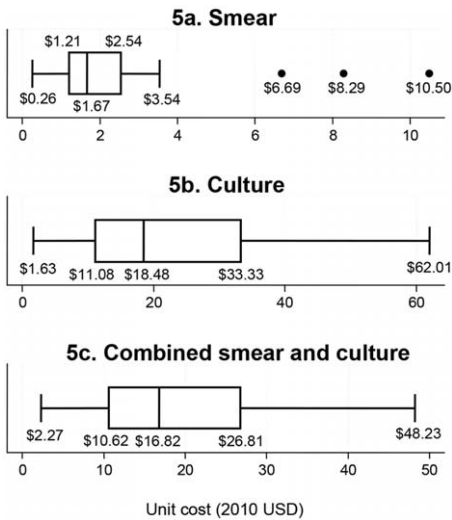 5a. Smear
$1.21 $2.54
$0.26 $1.67 $3.54 $6.69 $8.29 $10.50
0 2 4 6 8 10
5b. Culture
$1.63 $11.08 $18.48 $33.33 $62.01
0 20 40 60
5c. Combined smear and culture
$2.27 $10.62 $16.82 $26.81 $48.23
0 10 20 30 40 50
Unit cost (2010 USD)